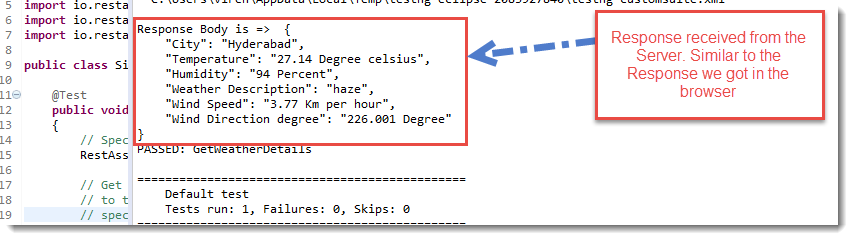 C:\Users\viren\AppData\Local\Temp\testng-eclipse-2085927840\testng-customsuite.xml
5 import io.resta
6 import io.resta
7 import io.resta
9 public class Si
11 @Test
12 public void
13 {
14 // Spec
15 RestAss
17 // Get
18 // to t
19 // spec
Response Body is =>  {
"City": "Hyderabad",
"Temperature": "27.14 Degree celsius",
"Humidity": "94 Percent",
"Weather Description": "haze",
"Wind Speed": "3.77 Km per hour",
"Wind Direction degree": "226.001 Degree"
}
PASSED: GetWeatherDetails
===============================================
Default test
Tests run: 1, Failures: 0, Skips: 0
===============================================
Response received from the
Server. Similar to the
Response we got in the
browser